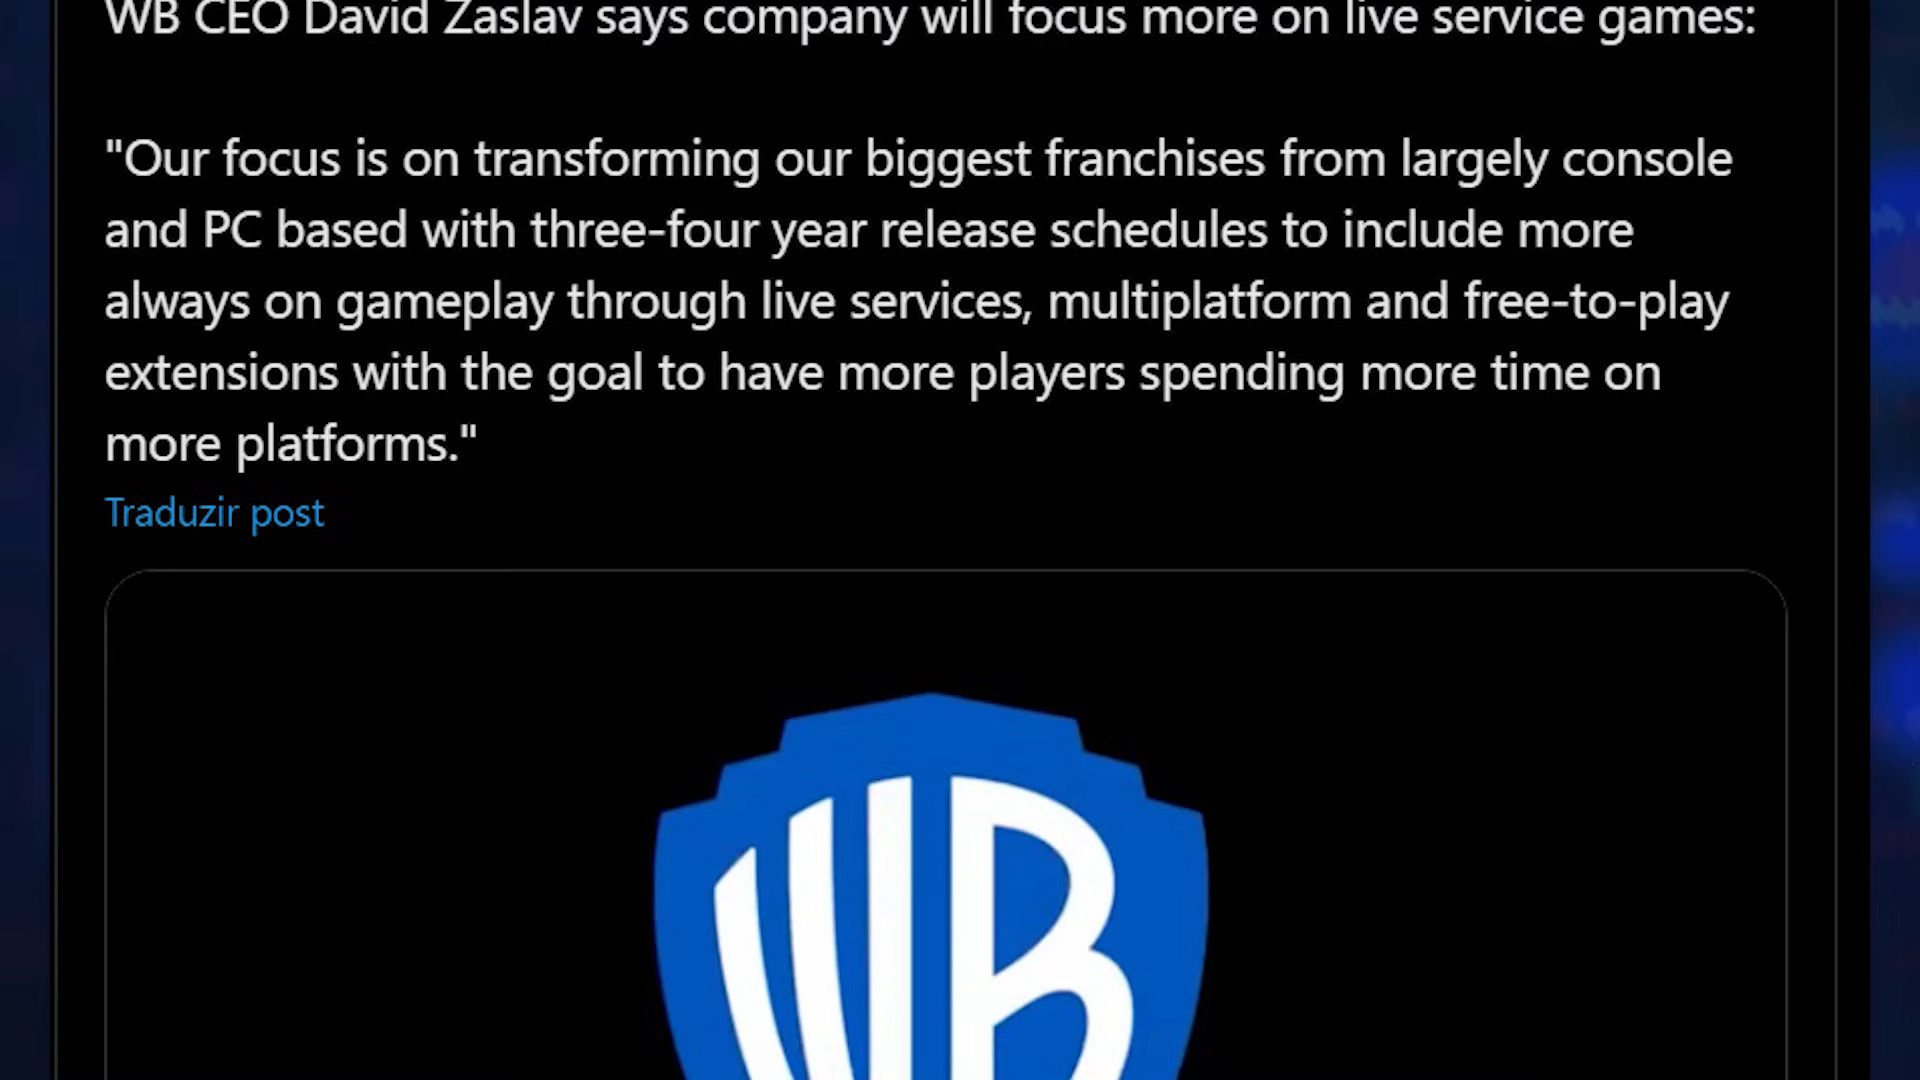 WB CEO David Zaslav says company will focus more on live service games:
"Our focus is on transforming our biggest franchises from largely console
and PC based with three-four year release schedules to include more
always on gameplay through live services, multiplatform and free-to-play
extensions with the goal to have more players spending more time on
more platforms."
Traduzir post
WB